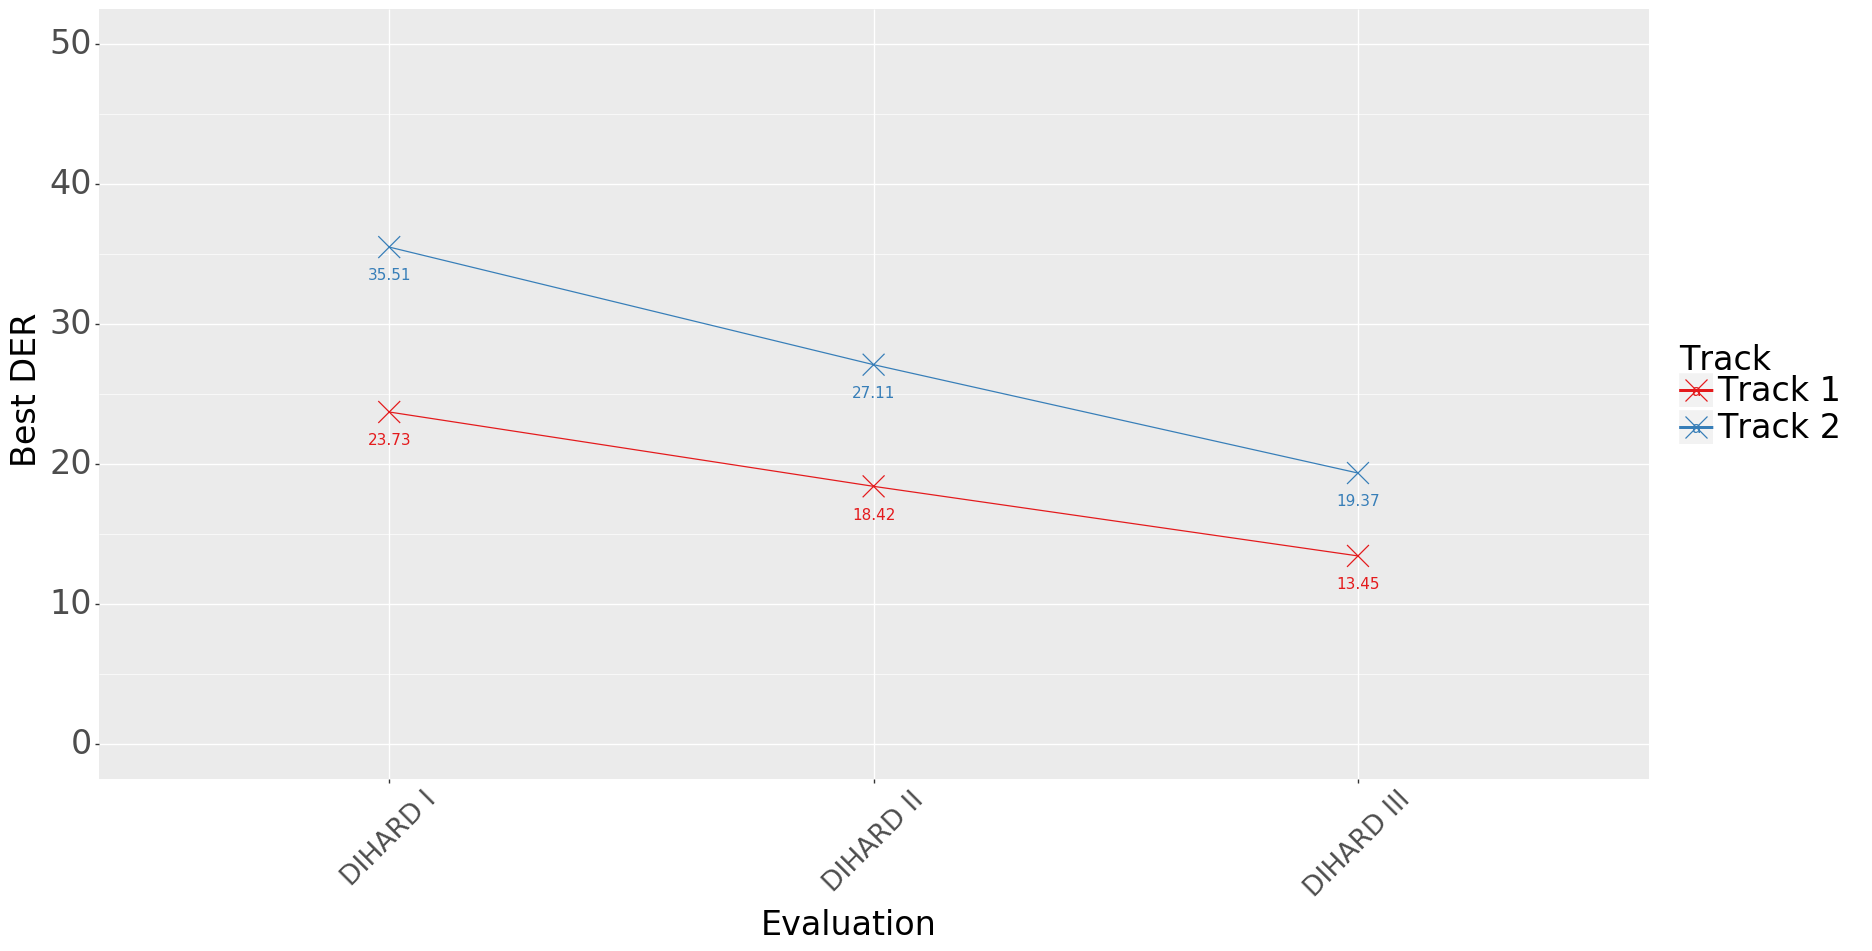 50
40
30
20
10
0
Best DER
35.51
27.11
23.73
19.37
18.42
13.45
DIHARD I
DIHARD II
DIHARD III
Evaluation
Track
a Track 1
a Track 2